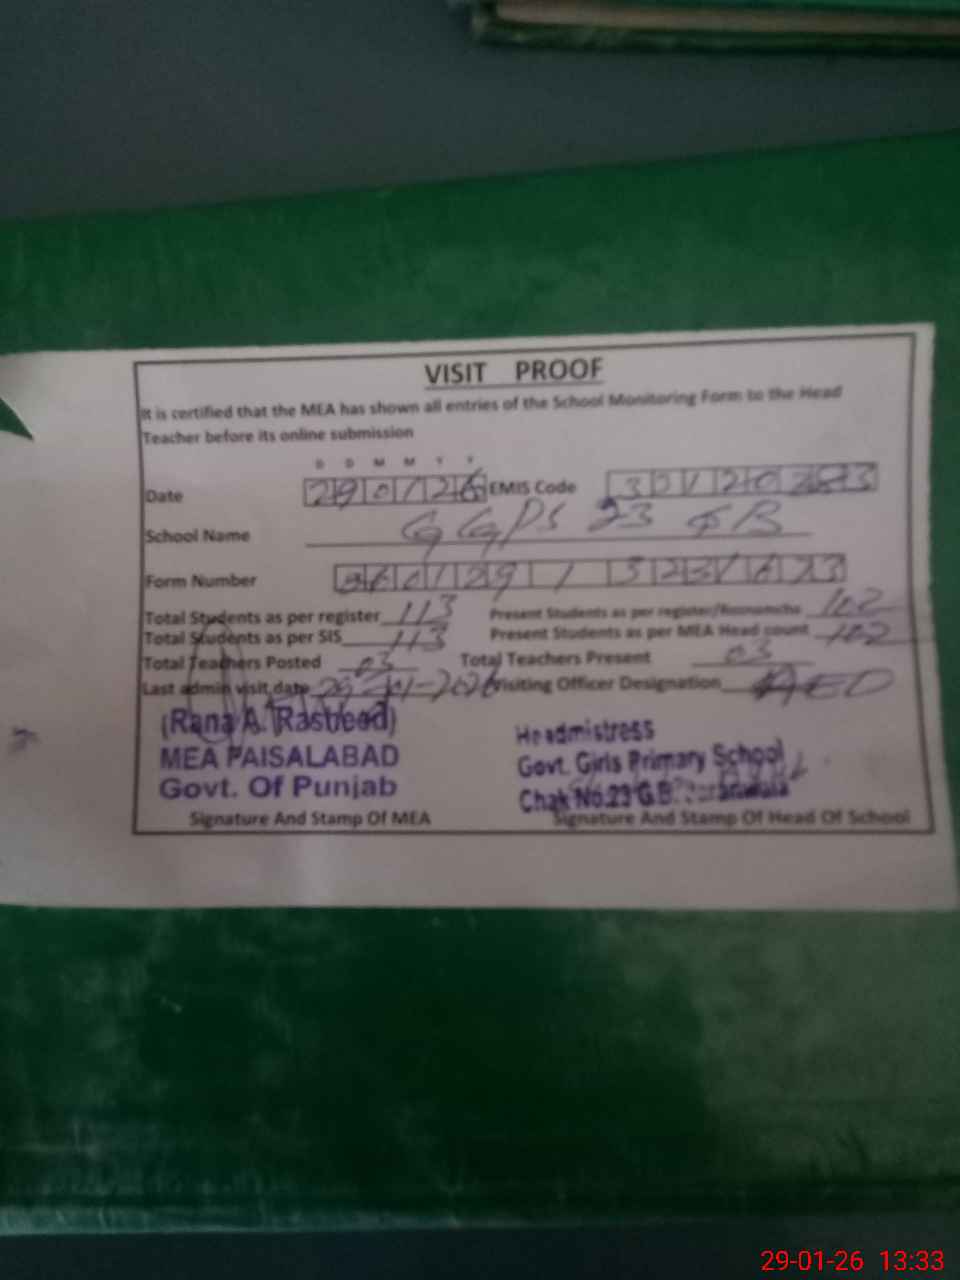 VISIT PROOF
It is certified that the MEA has shown all entries of the School Monitoring Form to the Head
Teacher before its online submission
D D M M Y Y
Date 290126 EMIS Code
School Name GGPS 23 GB
Form Number
Total Students as per register 113 Present Students as per register/ 102
Total Students as per SIS 113 Present Students as per MEA Head count 102
Total Teachers Posted 03 Total Teachers Present 03
Last admin visit date Visiting Officer Designation AEO
(Rana A. Rasheed)
MEA FAISALABAD
Govt. Of Punjab
Headmistress
Govt. Girls Primary School
Chak No.23 G.B.
Signature And Stamp Of MEA Signature And Stamp Of Head Of School
29-01-26 13:33